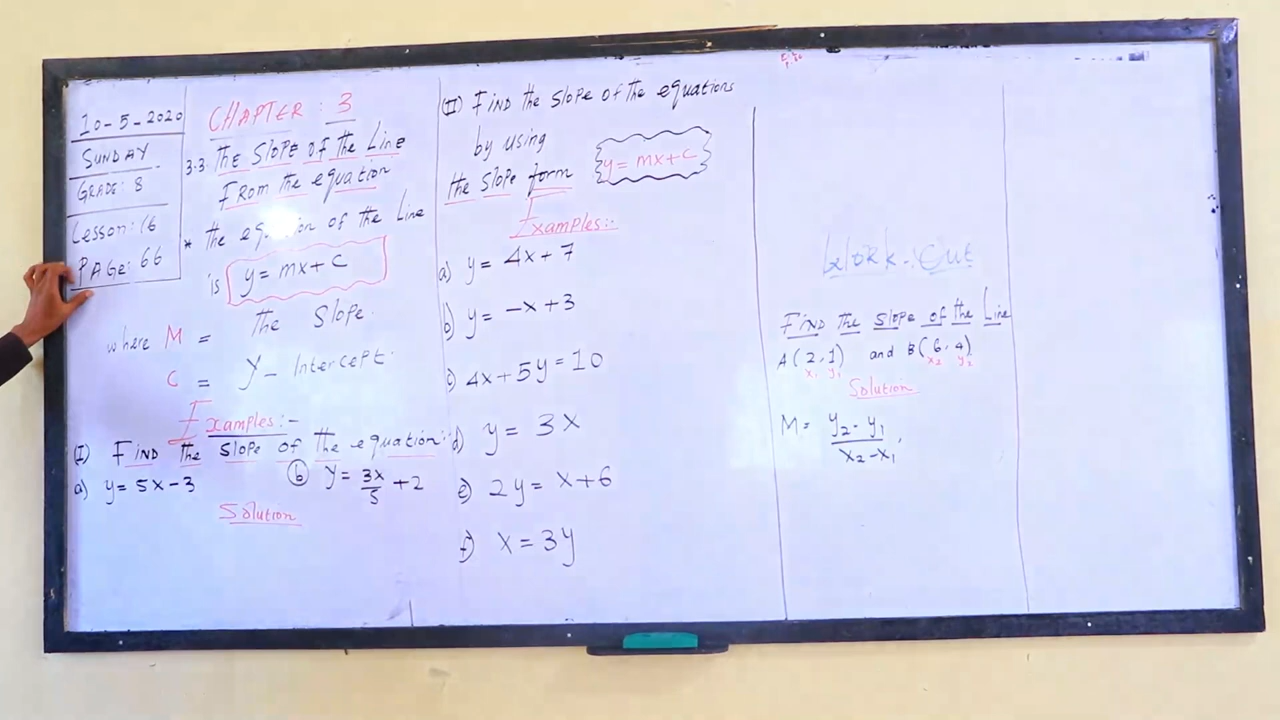 10-5-2020
SUNDAY
GRADE: 8
Lesson: 16
PAGe: 66
CHAPTER: 3
3.3. THE SLOPE OF the Line
FROM the equation
* the equation of the Line
is y = mx + c
where M = the Slope.
C = Y - Intercept.
Examples:-
(I) FIND the slope of the equation:-
a) y = 5x - 3
(b) y = 3x/5 + 2
Solution
(II) FIND the slope of the equations
by using
the slope form y = mx + c
Examples:-
a) y = 4x + 7
b) y = -x + 3
c) 4x + 5y = 10
d) y = 3x
e) 2y = x + 6
f) x = 3y
Work-Out
FIND the slope of the Line
A(2,1) and B(6,4)
x₁ y₁ x₂ y₂
Solution
M = y₂ - y₁
x₂ - x₁